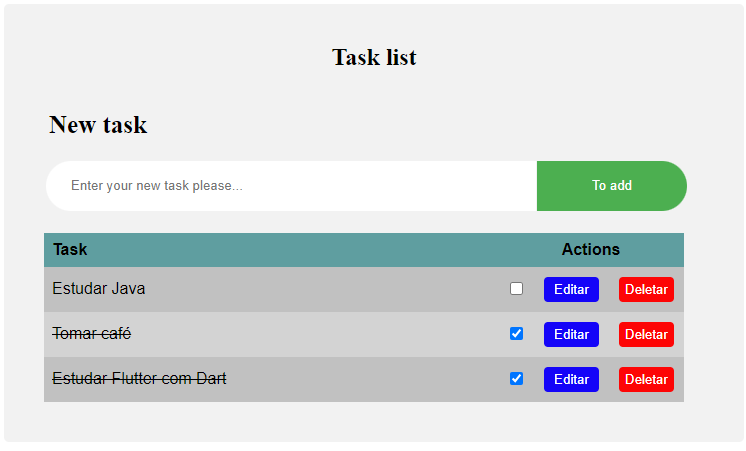 Task list
New task
Enter your new task please...
To add
Task Actions
Estudar Java Editar Deletar
Tomar café Editar Deletar
Estudar Flutter com Dart Editar Deletar